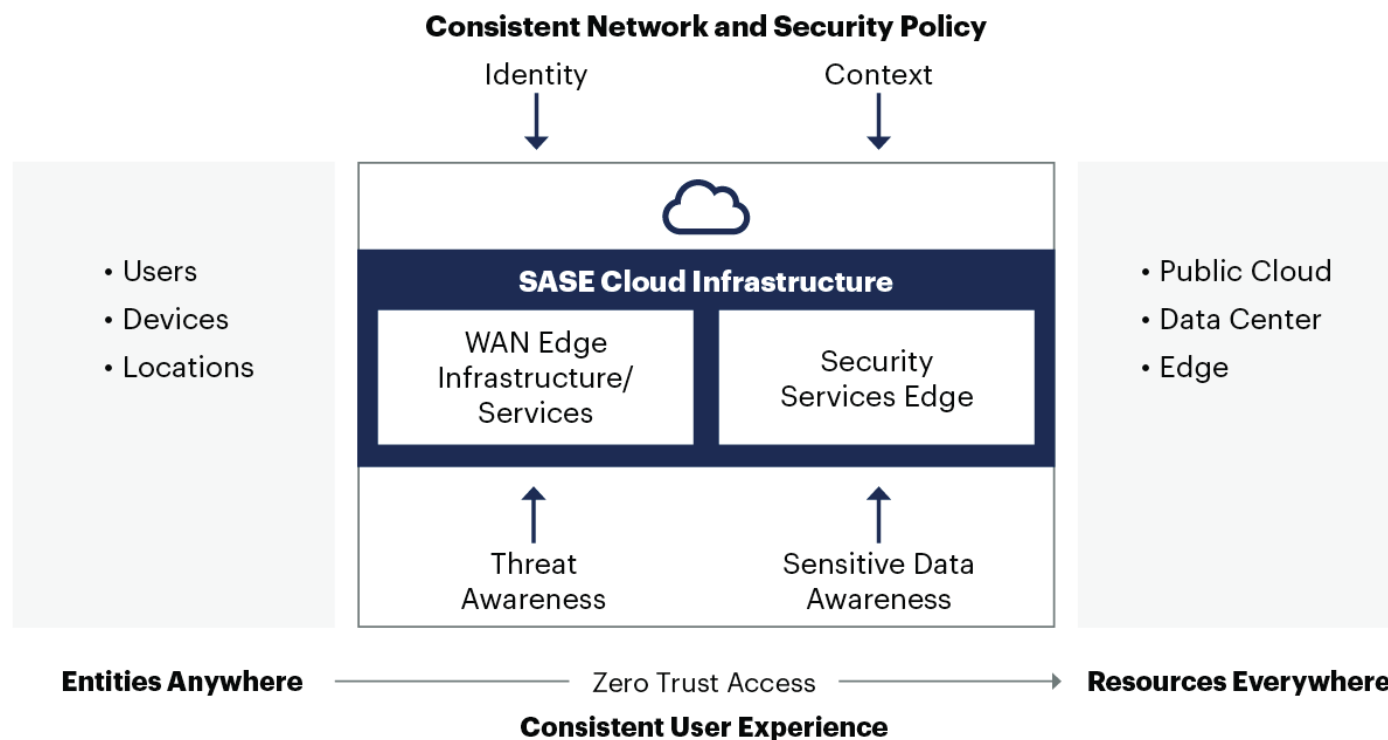 Consistent Network and Security Policy
Identity
Context
• Users
• Devices
• Locations
SASE Cloud Infrastructure
WAN Edge
Infrastructure/
Services
Security
Services Edge
• Public Cloud
• Data Center
• Edge
Threat
Awareness
Sensitive Data
Awareness
Entities Anywhere
Zero Trust Access
Resources Everywhere
Consistent User Experience